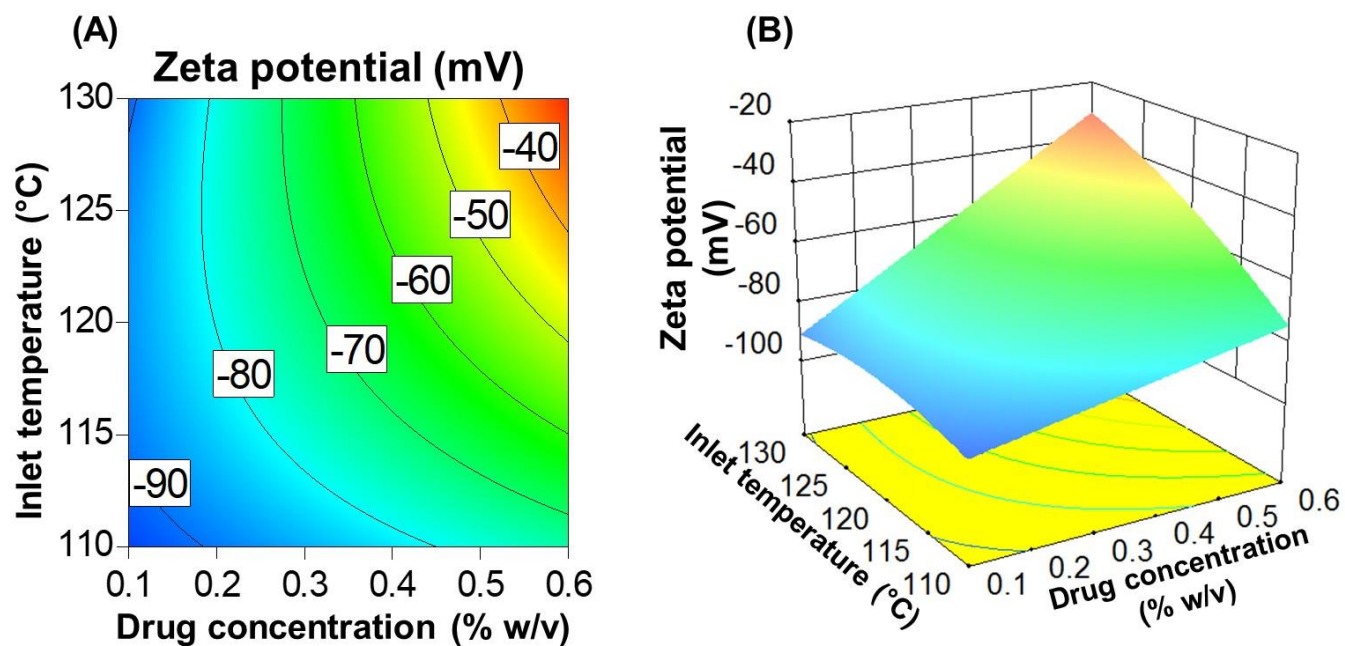 (A)
Zeta potential (mV)
130
125
120
115
110
Inlet temperature (°C)
-40
-50
-60
-70
-80
-90
0.1 0.2 0.3 0.4 0.5 0.6
Drug concentration (% w/v)
(B)
-20
-40
-60
-80
-100
Zeta potential
(mV)
130
125
120
115
110
Inlet temperature (°C)
0.1 0.2 0.3 0.4 0.5 0.6
Drug concentration
(% w/v)